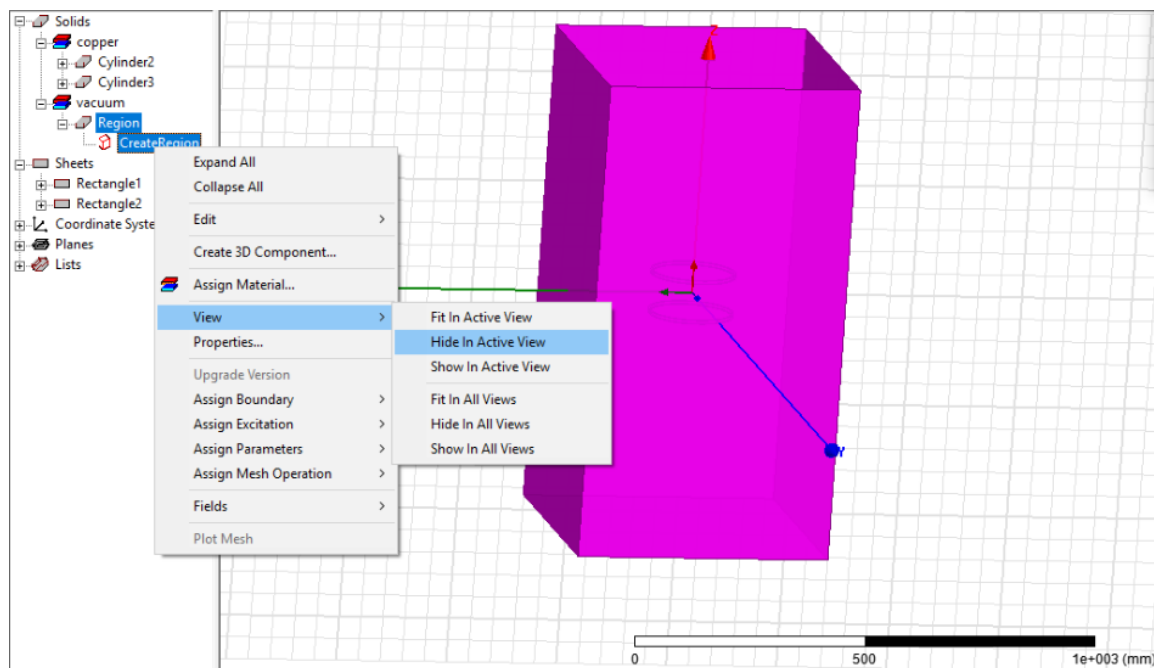 Solids
copper
Cylinder2
Cylinder3
vacuum
Region
CreateRegion
Sheets
Rectangle1
Rectangle2
Coordinate Syste
Planes
Lists
Expand All
Collapse All
Edit
Create 3D Component...
Assign Material...
View
Properties...
Upgrade Version
Assign Boundary
Assign Excitation
Assign Parameters
Assign Mesh Operation
Fields
Plot Mesh
Fit In Active View
Hide In Active View
Show In Active View
Fit In All Views
Hide In All Views
Show In All Views
Z
Y
0 500 1e+003 (mm)